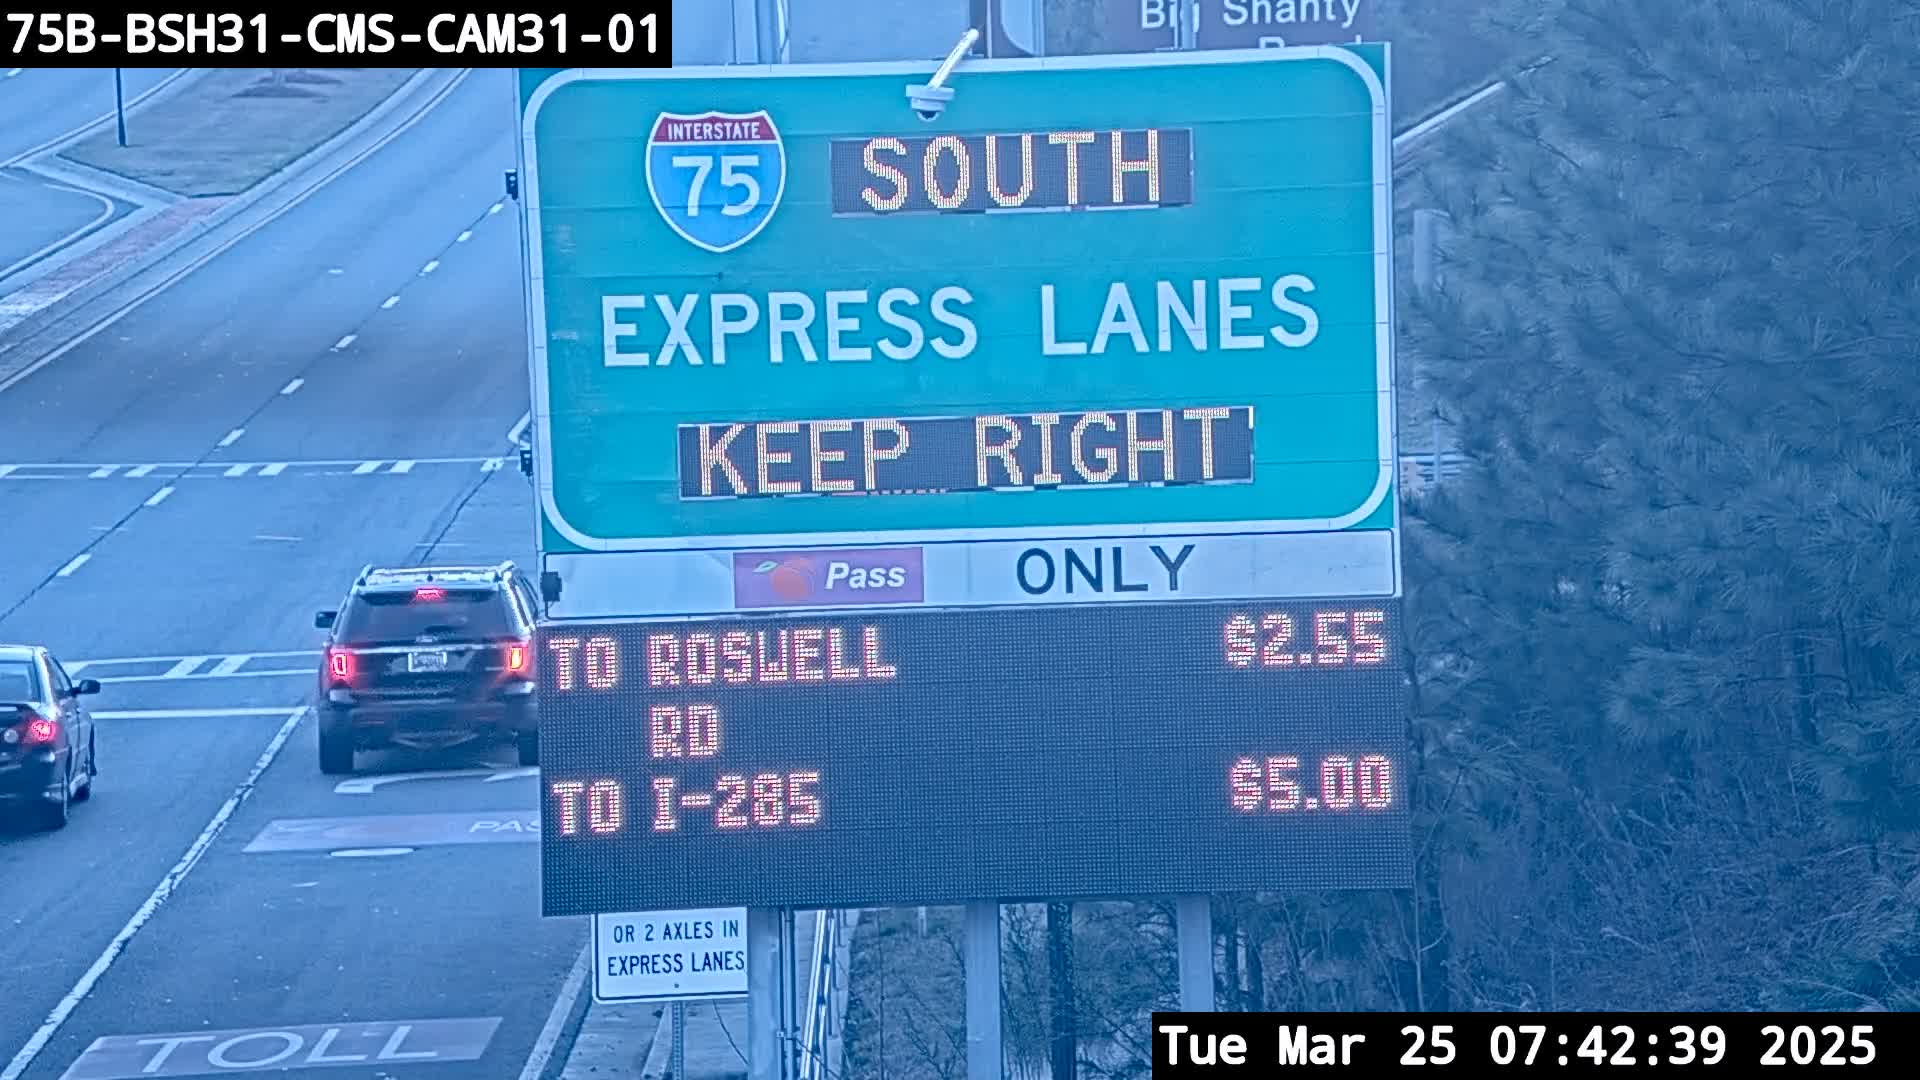 75B-BSH31-CMS-CAM31-01
Big Shanty
INTERSTATE
75
SOUTH
EXPRESS LANES
KEEP RIGHT
Pass ONLY
TO ROSWELL $2.55
RD
TO I-285 $5.00
OR 2 AXLES IN
EXPRESS LANES
TOLL
Tue Mar 25 07:42:39 2025